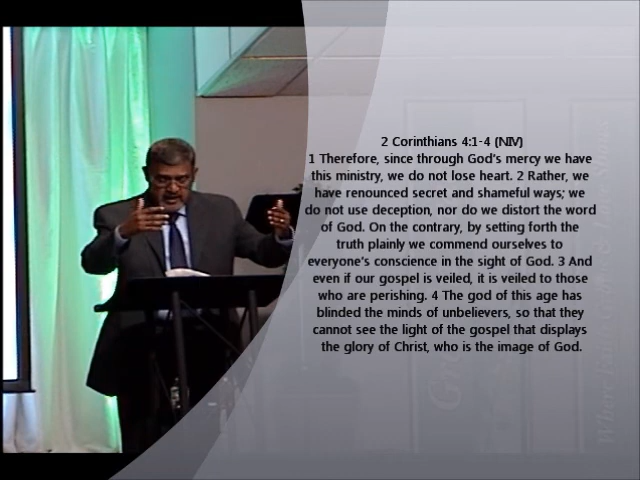 2 Corinthians 4:1-4 (NIV)
1 Therefore, since through God's mercy we have
this ministry, we do not lose heart. 2 Rather, we
have renounced secret and shameful ways; we
do not use deception, nor do we distort the word
of God. On the contrary, by setting forth the
truth plainly we commend ourselves to
everyone's conscience in the sight of God. 3 And
even if our gospel is veiled, it is veiled to those
who are perishing. 4 The god of this age has
blinded the minds of unbelievers, so that they
cannot see the light of the gospel that displays
the glory of Christ, who is the image of God.